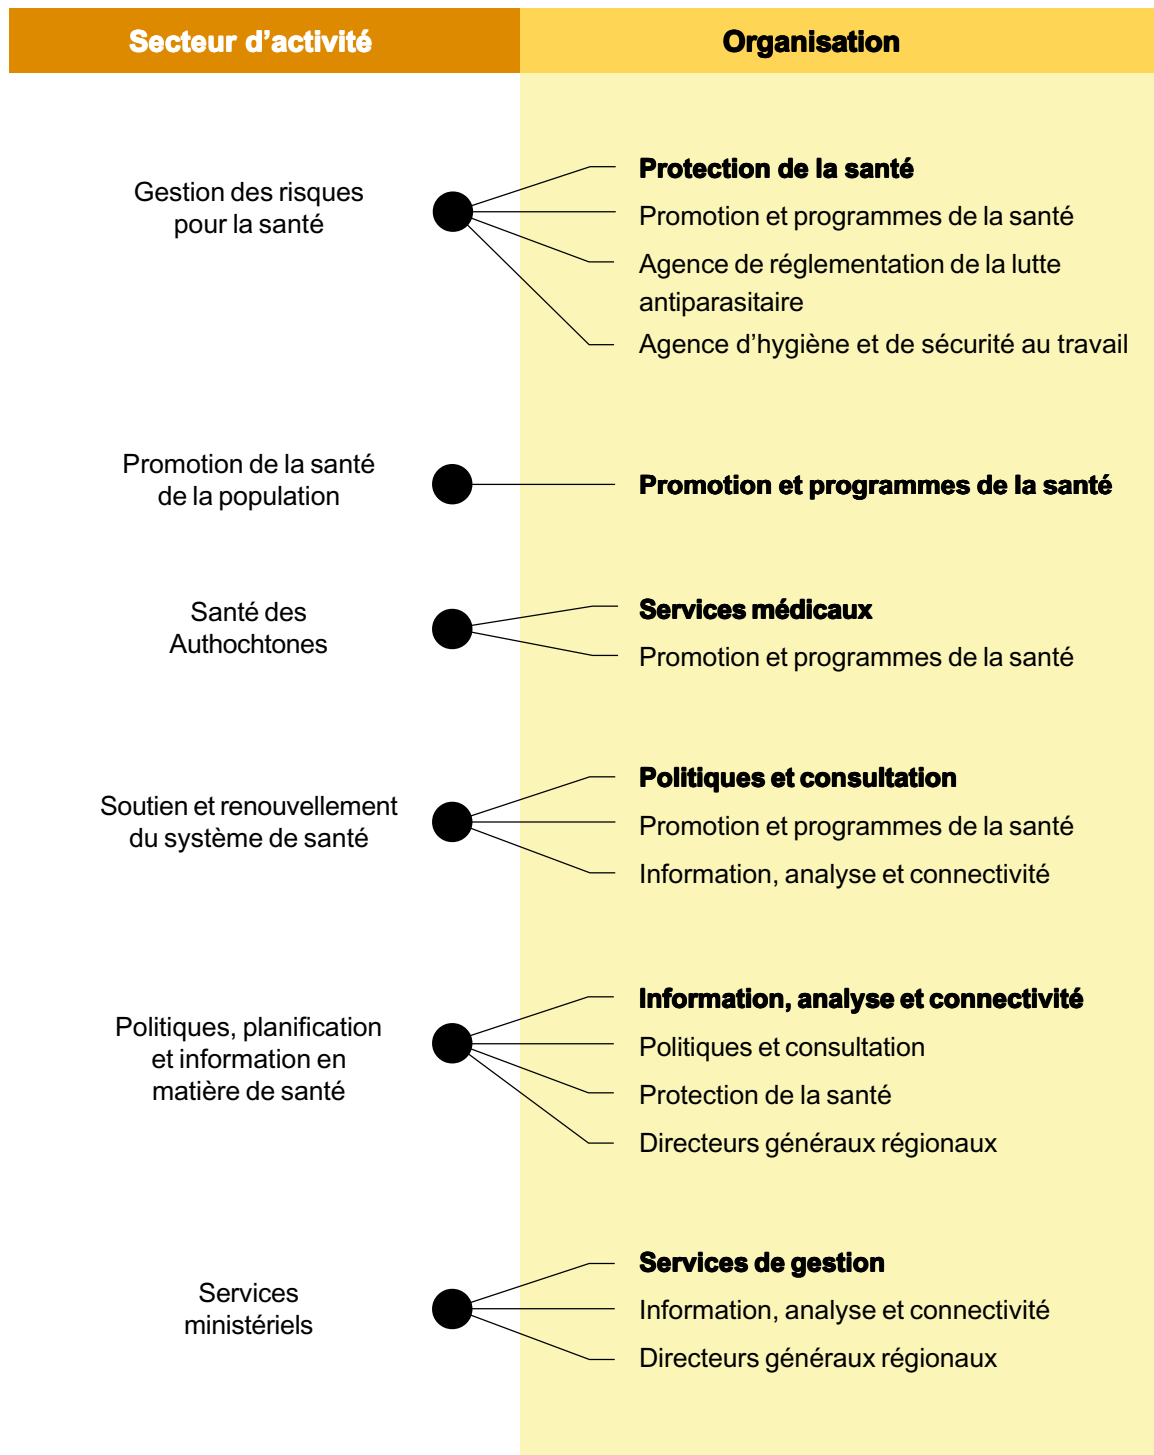 Secteur d’activité
Organisation
Gestion des risques
pour la santé
Protection de la santé
Promotion et programmes de la santé
Agence de réglementation de la lutte
antiparasitaire
Agence d’hygiène et de sécurité au travail
Promotion de la santé
de la population
Promotion et programmes de la santé
Santé des
Authochtones
Services médicaux
Promotion et programmes de la santé
Soutien et renouvellement
du système de santé
Politiques et consultation
Promotion et programmes de la santé
Information, analyse et connectivité
Politiques, planification
et information en
matière de santé
Information, analyse et connectivité
Politiques et consultation
Protection de la santé
Directeurs généraux régionaux
Services
ministériels
Services de gestion
Information, analyse et connectivité
Directeurs généraux régionaux